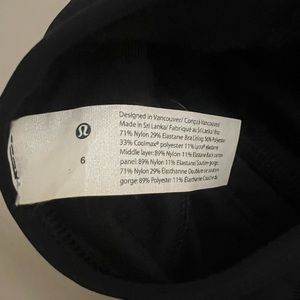 6
Designed in Vancouver/ Conçu Vancouver/
Made in Sri Lanka/ Fabriqué au Sri Lanka/
71% Nylon 29% Elastane Bra Lining: 56% Polyester
33% Coolmax® polyester 11% Lycra® elastane
Middle layer: 89% Nylon 11% Elastane Back
panel: 89% Nylon 11% Elastane/ Soutien-gorge:
71% Nylon 29% Élasthanne Doublure de soutien-
gorge: 89% Polyester 11% Élasthanne Couche du